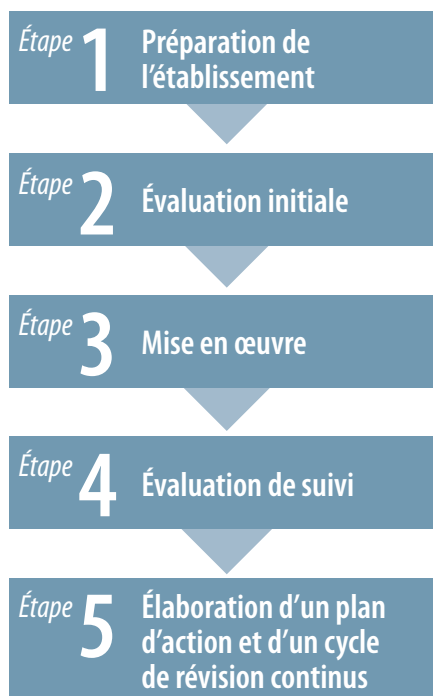 Étape 1 Préparation de
l'établissement
Étape 2 Évaluation initiale
Étape 3 Mise en œuvre
Étape 4 Évaluation de suivi
Étape 5 Élaboration d'un plan
d'action et d'un cycle
de révision continus